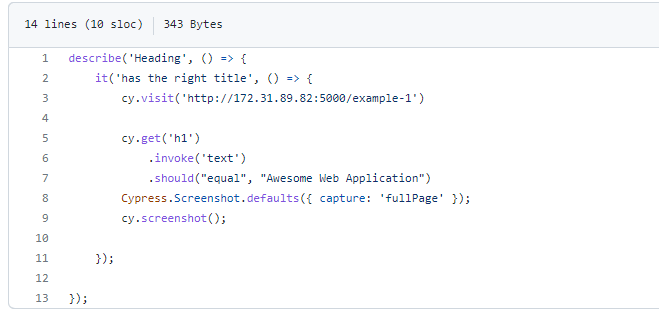 14 lines (10 sloc) 343 Bytes
1 describe('Heading', () => {
2 it('has the right title', () => {
3 cy.visit('http://172.31.89.82:5000/example-1')
4
5 cy.get('h1')
6 .invoke('text')
7 .should("equal", "Awesome Web Application")
8 Cypress.Screenshot.defaults({ capture: 'fullPage' });
9 cy.screenshot();
10
11 });
12
13 });